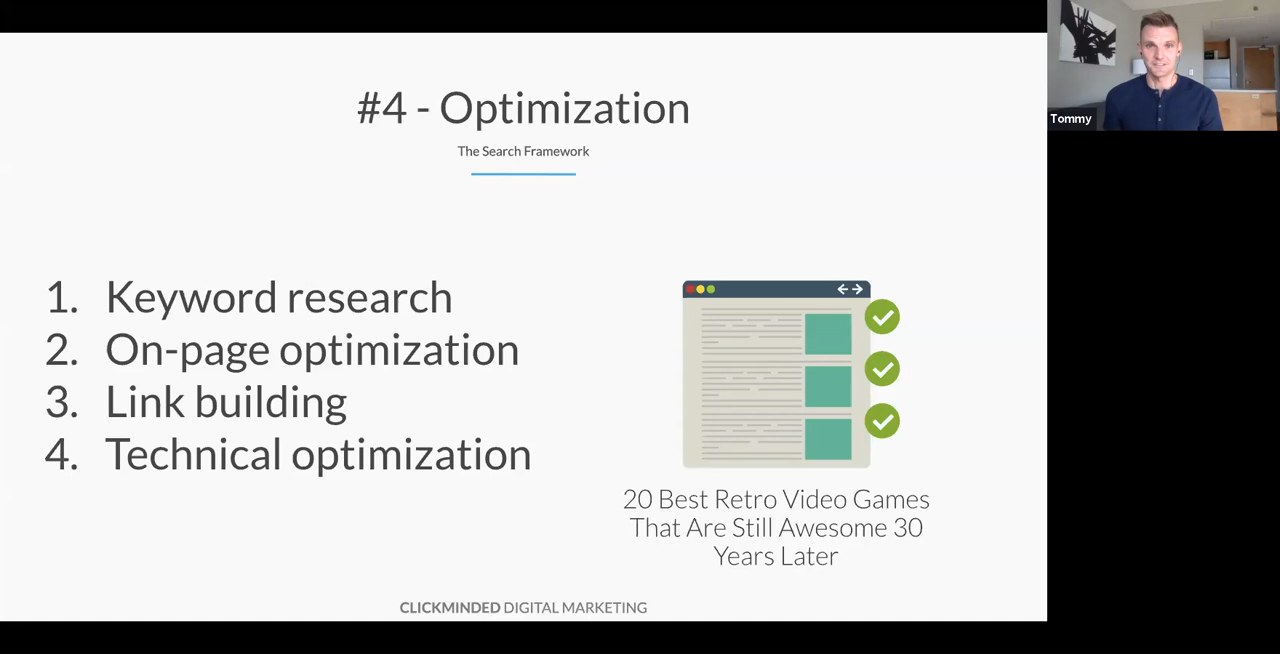 #4 - Optimization
The Search Framework
1. Keyword research
2. On-page optimization
3. Link building
4. Technical optimization
20 Best Retro Video Games
That Are Still Awesome 30
Years Later
CLICKMINDED DIGITAL MARKETING
Tommy